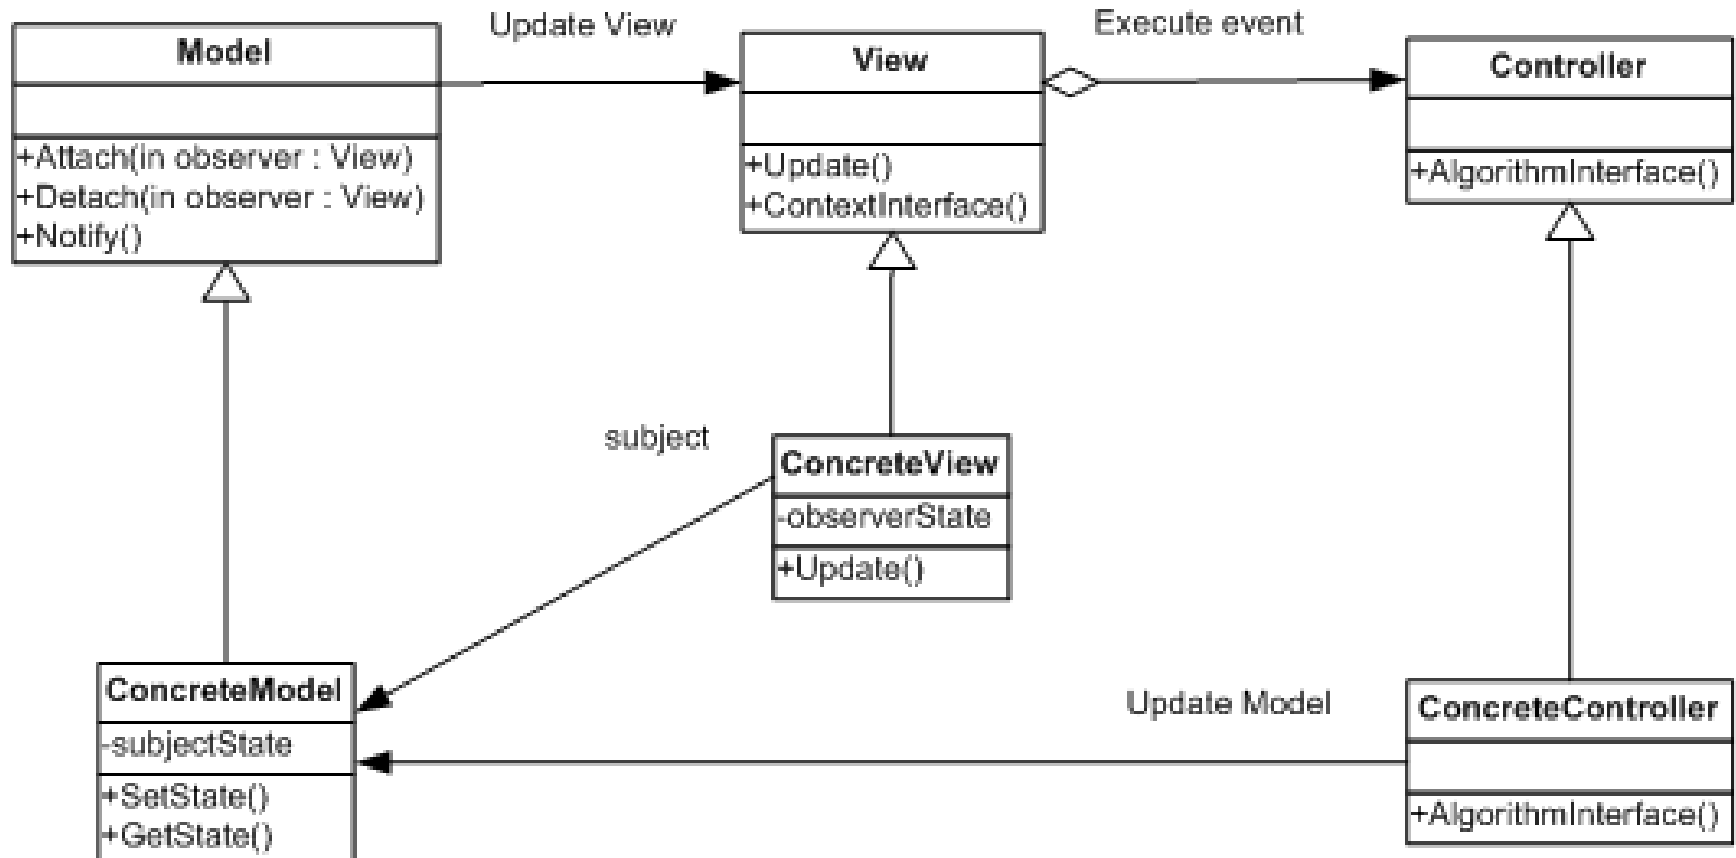 Update View
Execute event
Model
+Attach(in observer : View)
+Detach(in observer : View)
+Notify()
View
+Update()
+ContextInterface()
Controller
+AlgorithmInterface()
subject
ConcreteView
-observerState
+Update()
ConcreteModel
-subjectState
+SetState()
+GetState()
Update Model
ConcreteController
+AlgorithmInterface()